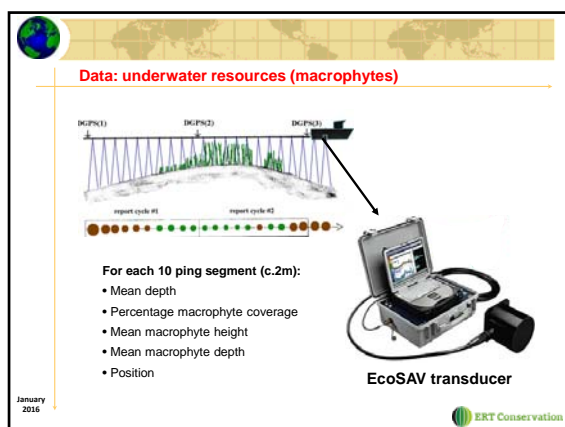 Data: underwater resources (macrophytes)
DGPS(1) DGPS(2) DGPS(3)
report cycle #1 report cycle #2
For each 10 ping segment (c.2m):
• Mean depth
• Percentage macrophyte coverage
• Mean macrophyte height
• Mean macrophyte depth
• Position
EcoSAV transducer
January
2016
ERT Conservation